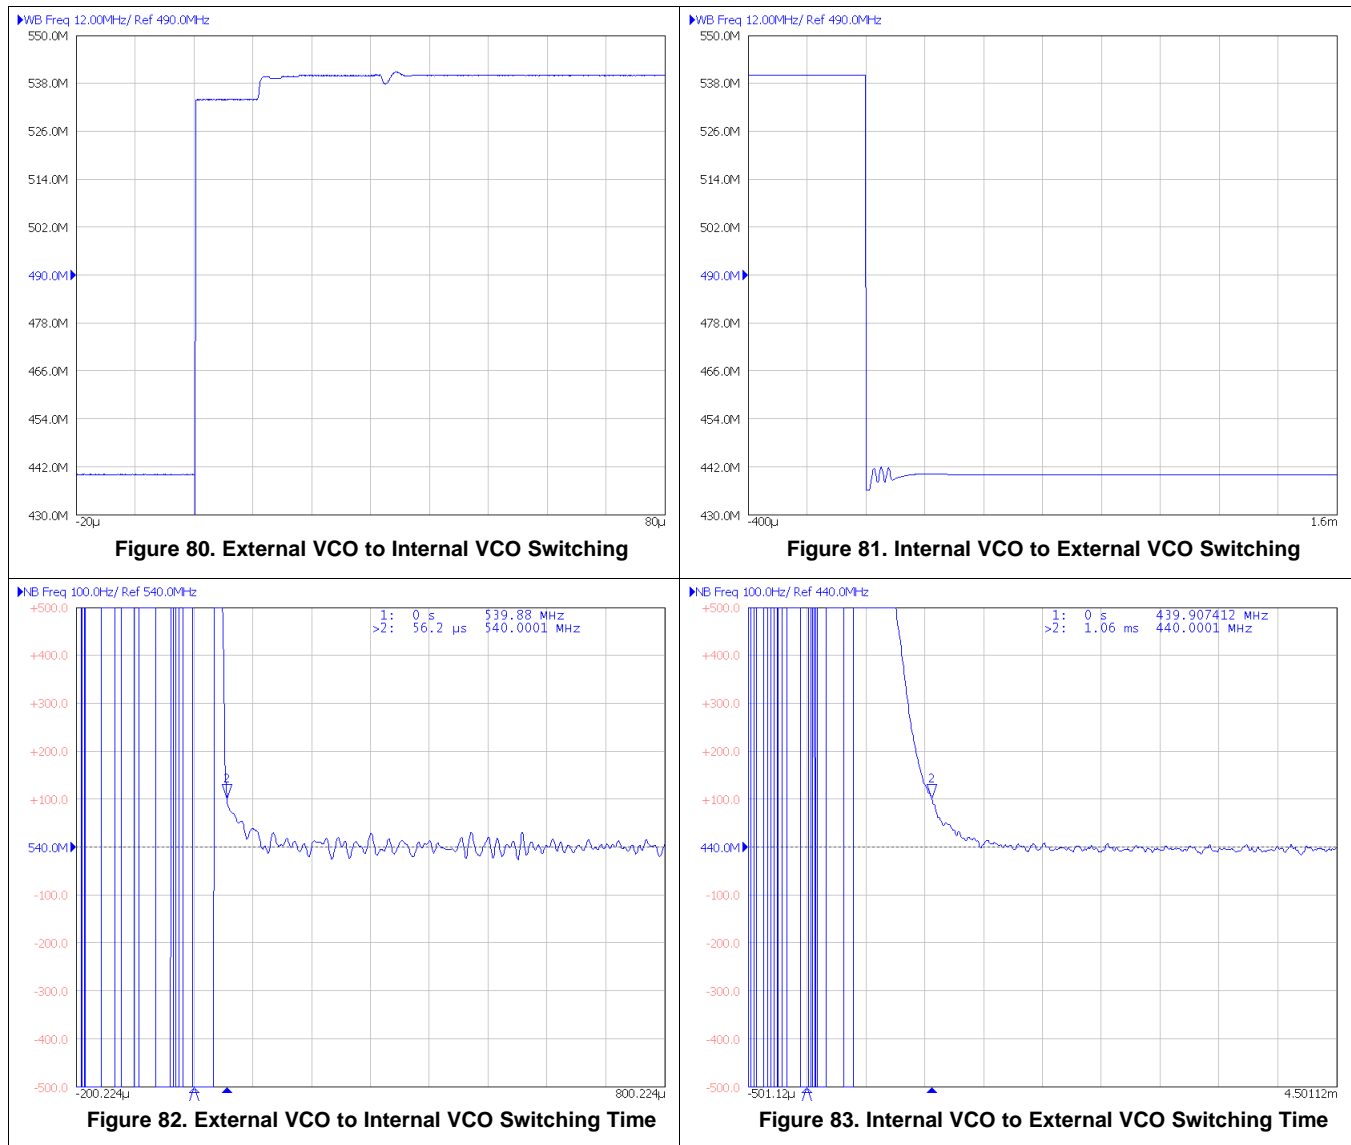 ▶WB Freq 12.00MHz/ Ref 490.0MHz
550.0M
538.0M
526.0M
514.0M
502.0M
490.0M▶
478.0M
466.0M
454.0M
442.0M
430.0M
-20µ 80µ
Figure 80. External VCO to Internal VCO Switching
▶WB Freq 12.00MHz/ Ref 490.0MHz
550.0M
538.0M
526.0M
514.0M
502.0M
490.0M▶
478.0M
466.0M
454.0M
442.0M
430.0M
-400µ 1.6m
Figure 81. Internal VCO to External VCO Switching
▶NB Freq 100.0Hz/ Ref 540.0MHz
1: 0 s 539.88 MHz
>2: 56.2 µs 540.0001 MHz
+500.0
+400.0
+300.0
+200.0
2
+100.0
540.0M▶
-100.0
-200.0
-300.0
-400.0
-500.0
-200.224µ 800.224µ
Figure 82. External VCO to Internal VCO Switching Time
▶NB Freq 100.0Hz/ Ref 440.0MHz
1: 0 s 439.907412 MHz
>2: 1.06 ms 440.0001 MHz
+500.0
+400.0
+300.0
+200.0
2
+100.0
440.0M▶
-100.0
-200.0
-300.0
-400.0
-500.0
-501.12µ 4.50112m
Figure 83. Internal VCO to External VCO Switching Time